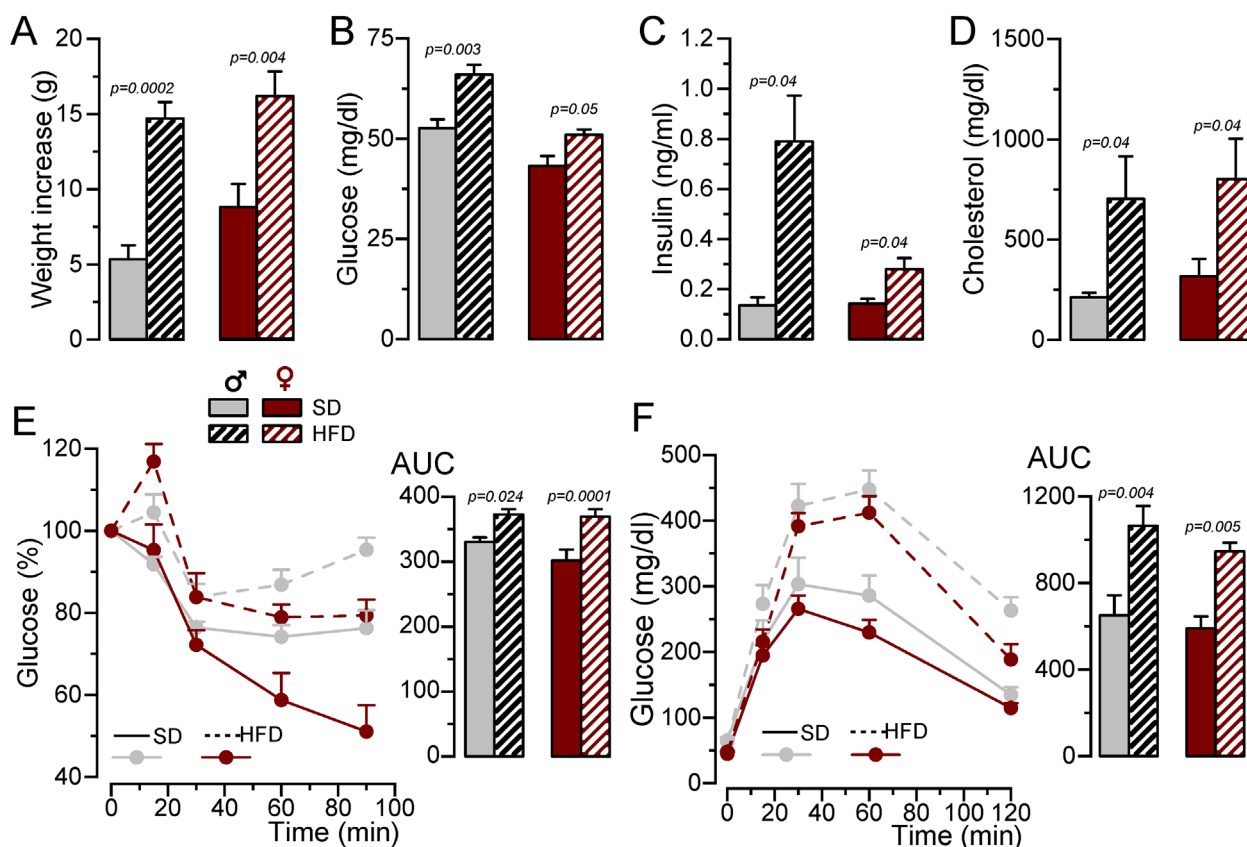 A
Weight increase (g)
20
15
10
5
0
p=0.0002
p=0.004
B
Glucose (mg/dl)
75
50
25
0
p=0.003
p=0.05
C
Insulin (ng/ml)
1.2
1.0
0.8
0.6
0.4
0.2
0.0
p=0.04
p=0.04
D
Cholesterol (mg/dl)
1500
1000
500
250
0
p=0.04
p=0.04
♂ ♀
SD
HFD
E
Glucose (%)
120
100
80
60
40
0 20 40 60 80 100
Time (min)
SD HFD
AUC
400
300
200
100
0
p=0.024
p=0.0001
F
Glucose (mg/dl)
500
400
300
200
100
0
0 20 40 60 80 100 120
Time (min)
SD HFD
AUC
1200
800
400
0
p=0.004
p=0.005